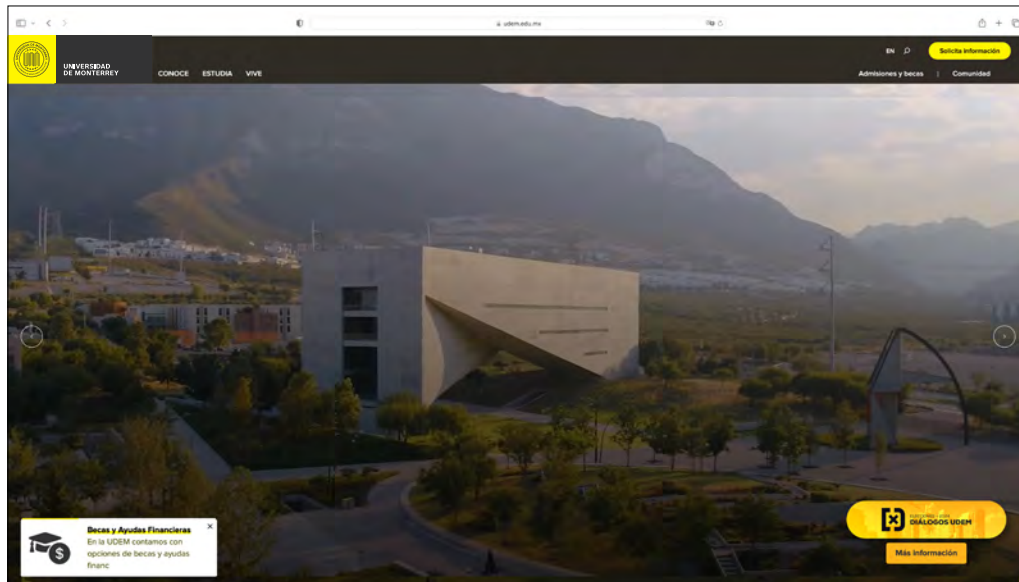 udem.edu.mx
EN
Solicita información
UNIVERSIDAD
DE MONTERREY
CONOCE ESTUDIA VIVE
Admisiones y becas | Comunidad
Becas y Ayudas Financieras
En la UDEM contamos con
opciones de becas y ayudas
financ
DIÁLOGOS UDEM
Más información